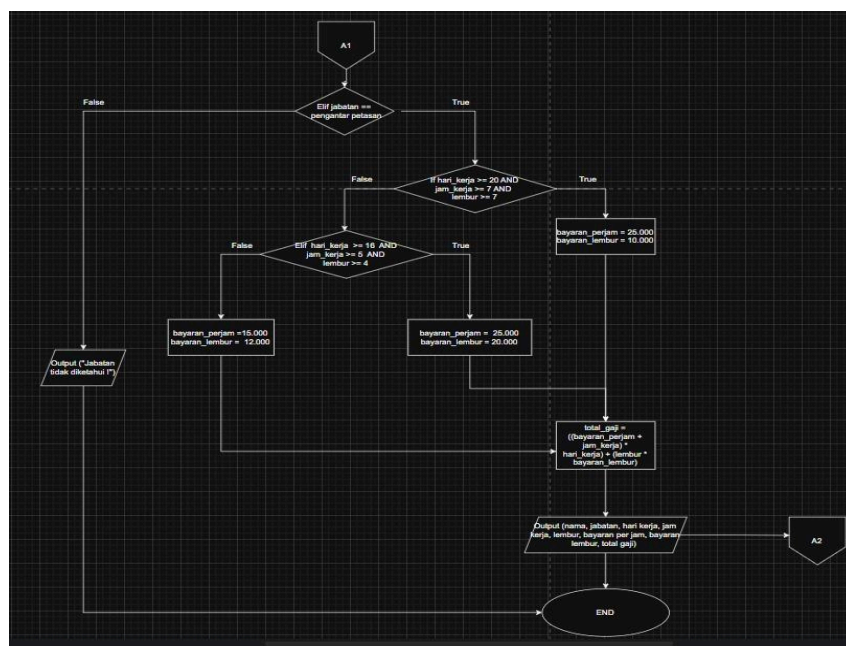 A1
False
Elif jabatan ==
pengantar petasan
True
False
If hari_kerja >= 20 AND
jam_kerja >= 7 AND
lembur >= 7
True
bayaran_perjam = 25.000
bayaran_lembur = 10.000
False
Elif hari_kerja >= 16 AND
jam_kerja >= 5 AND
lembur >= 4
True
bayaran_perjam =15.000
bayaran_lembur = 12.000
bayaran_perjam = 25.000
bayaran_lembur = 20.000
Output ("Jabatan
tidak diketahui !")
total_gaji =
((bayaran_perjam +
jam_kerja) *
hari_kerja) + (lembur *
bayaran_lembur)
Output (nama, jabatan, hari kerja, jam
kerja, lembur, bayaran per jam, bayaran
lembur, total gaji)
A2
END